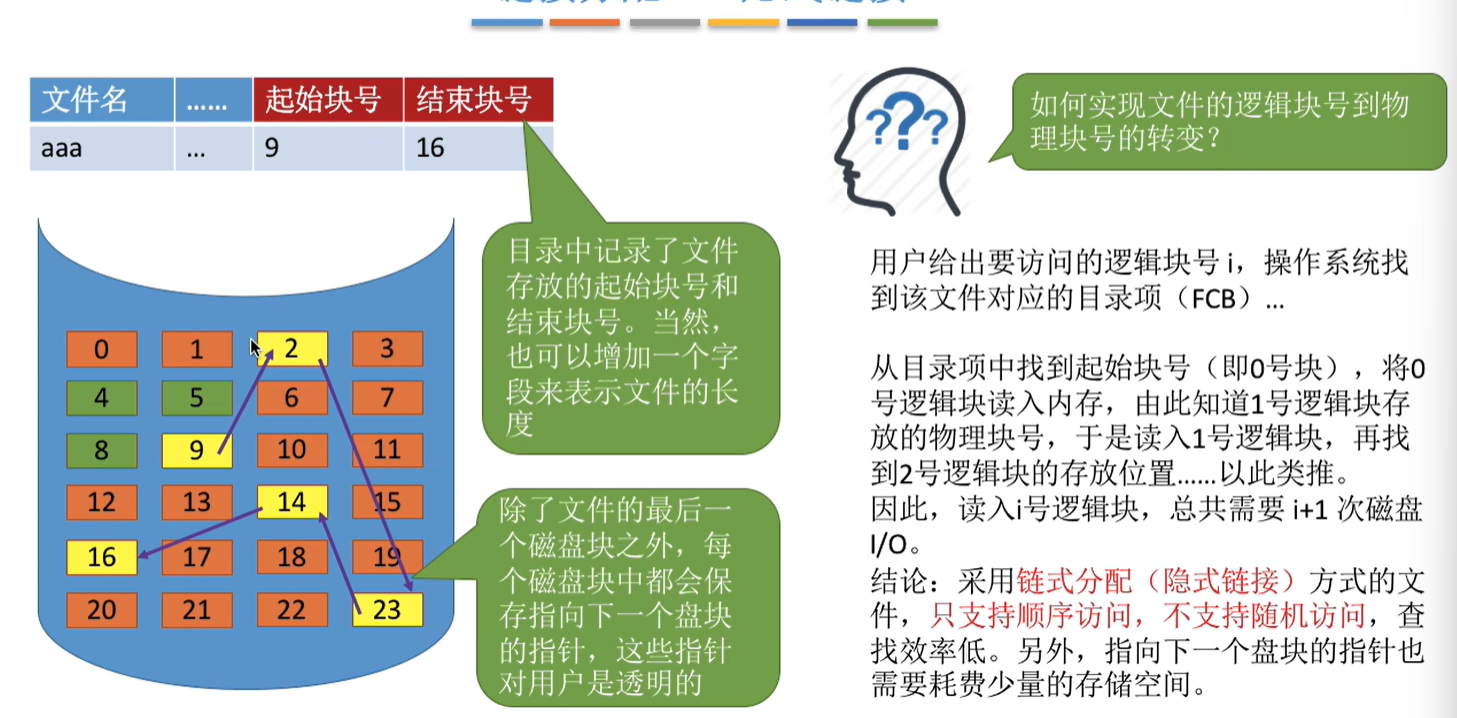 文件名 …… 起始块号 结束块号
aaa ... 9 16
目录中记录了文件
存放的起始块号和
结束块号。当然，
也可以增加一个字
段来表示文件的长
度
0 1 2 3
4 5 6 7
8 9 10 11
12 13 14 15
16 17 18 19
20 21 22 23
除了文件的最后一
个磁盘块之外，每
个磁盘块中都会保
存指向下一个盘块
的指针，这些指针
对用户是透明的
???
如何实现文件的逻辑块号到物
理块号的转变？
用户给出要访问的逻辑块号 i，操作系统找
到该文件对应的目录项（FCB）…
从目录项中找到起始块号（即0号块），将0
号逻辑块读入内存，由此知道1号逻辑块存
放的物理块号，于是读入1号逻辑块，再找
到2号逻辑块的存放位置……以此类推。
因此，读入i号逻辑块，总共需要 i+1 次磁盘
I/O。
结论：采用链式分配（隐式链接）方式的文
件，只支持顺序访问，不支持随机访问，查
找效率低。另外，指向下一个盘块的指针也
需要耗费少量的存储空间。